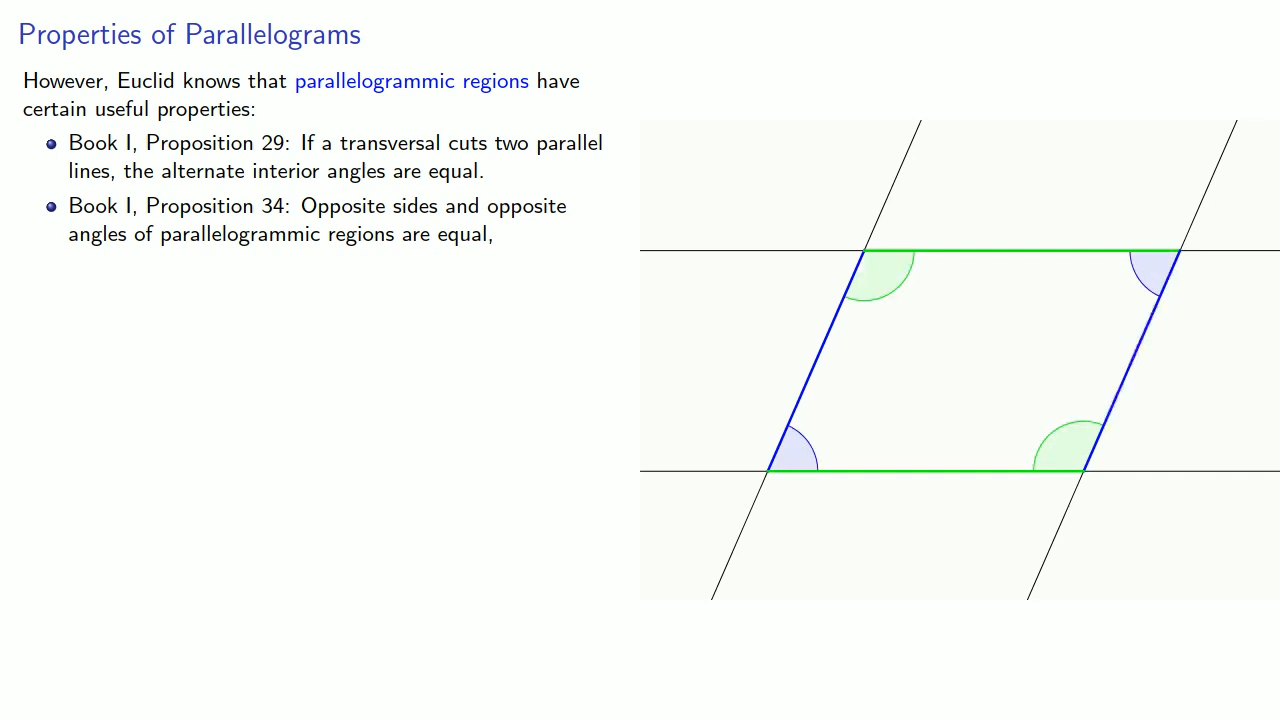 Properties of Parallelograms
However, Euclid knows that parallelogrammic regions have
certain useful properties:
Book I, Proposition 29: If a transversal cuts two parallel
lines, the alternate interior angles are equal.
Book I, Proposition 34: Opposite sides and opposite
angles of parallelogrammic regions are equal,